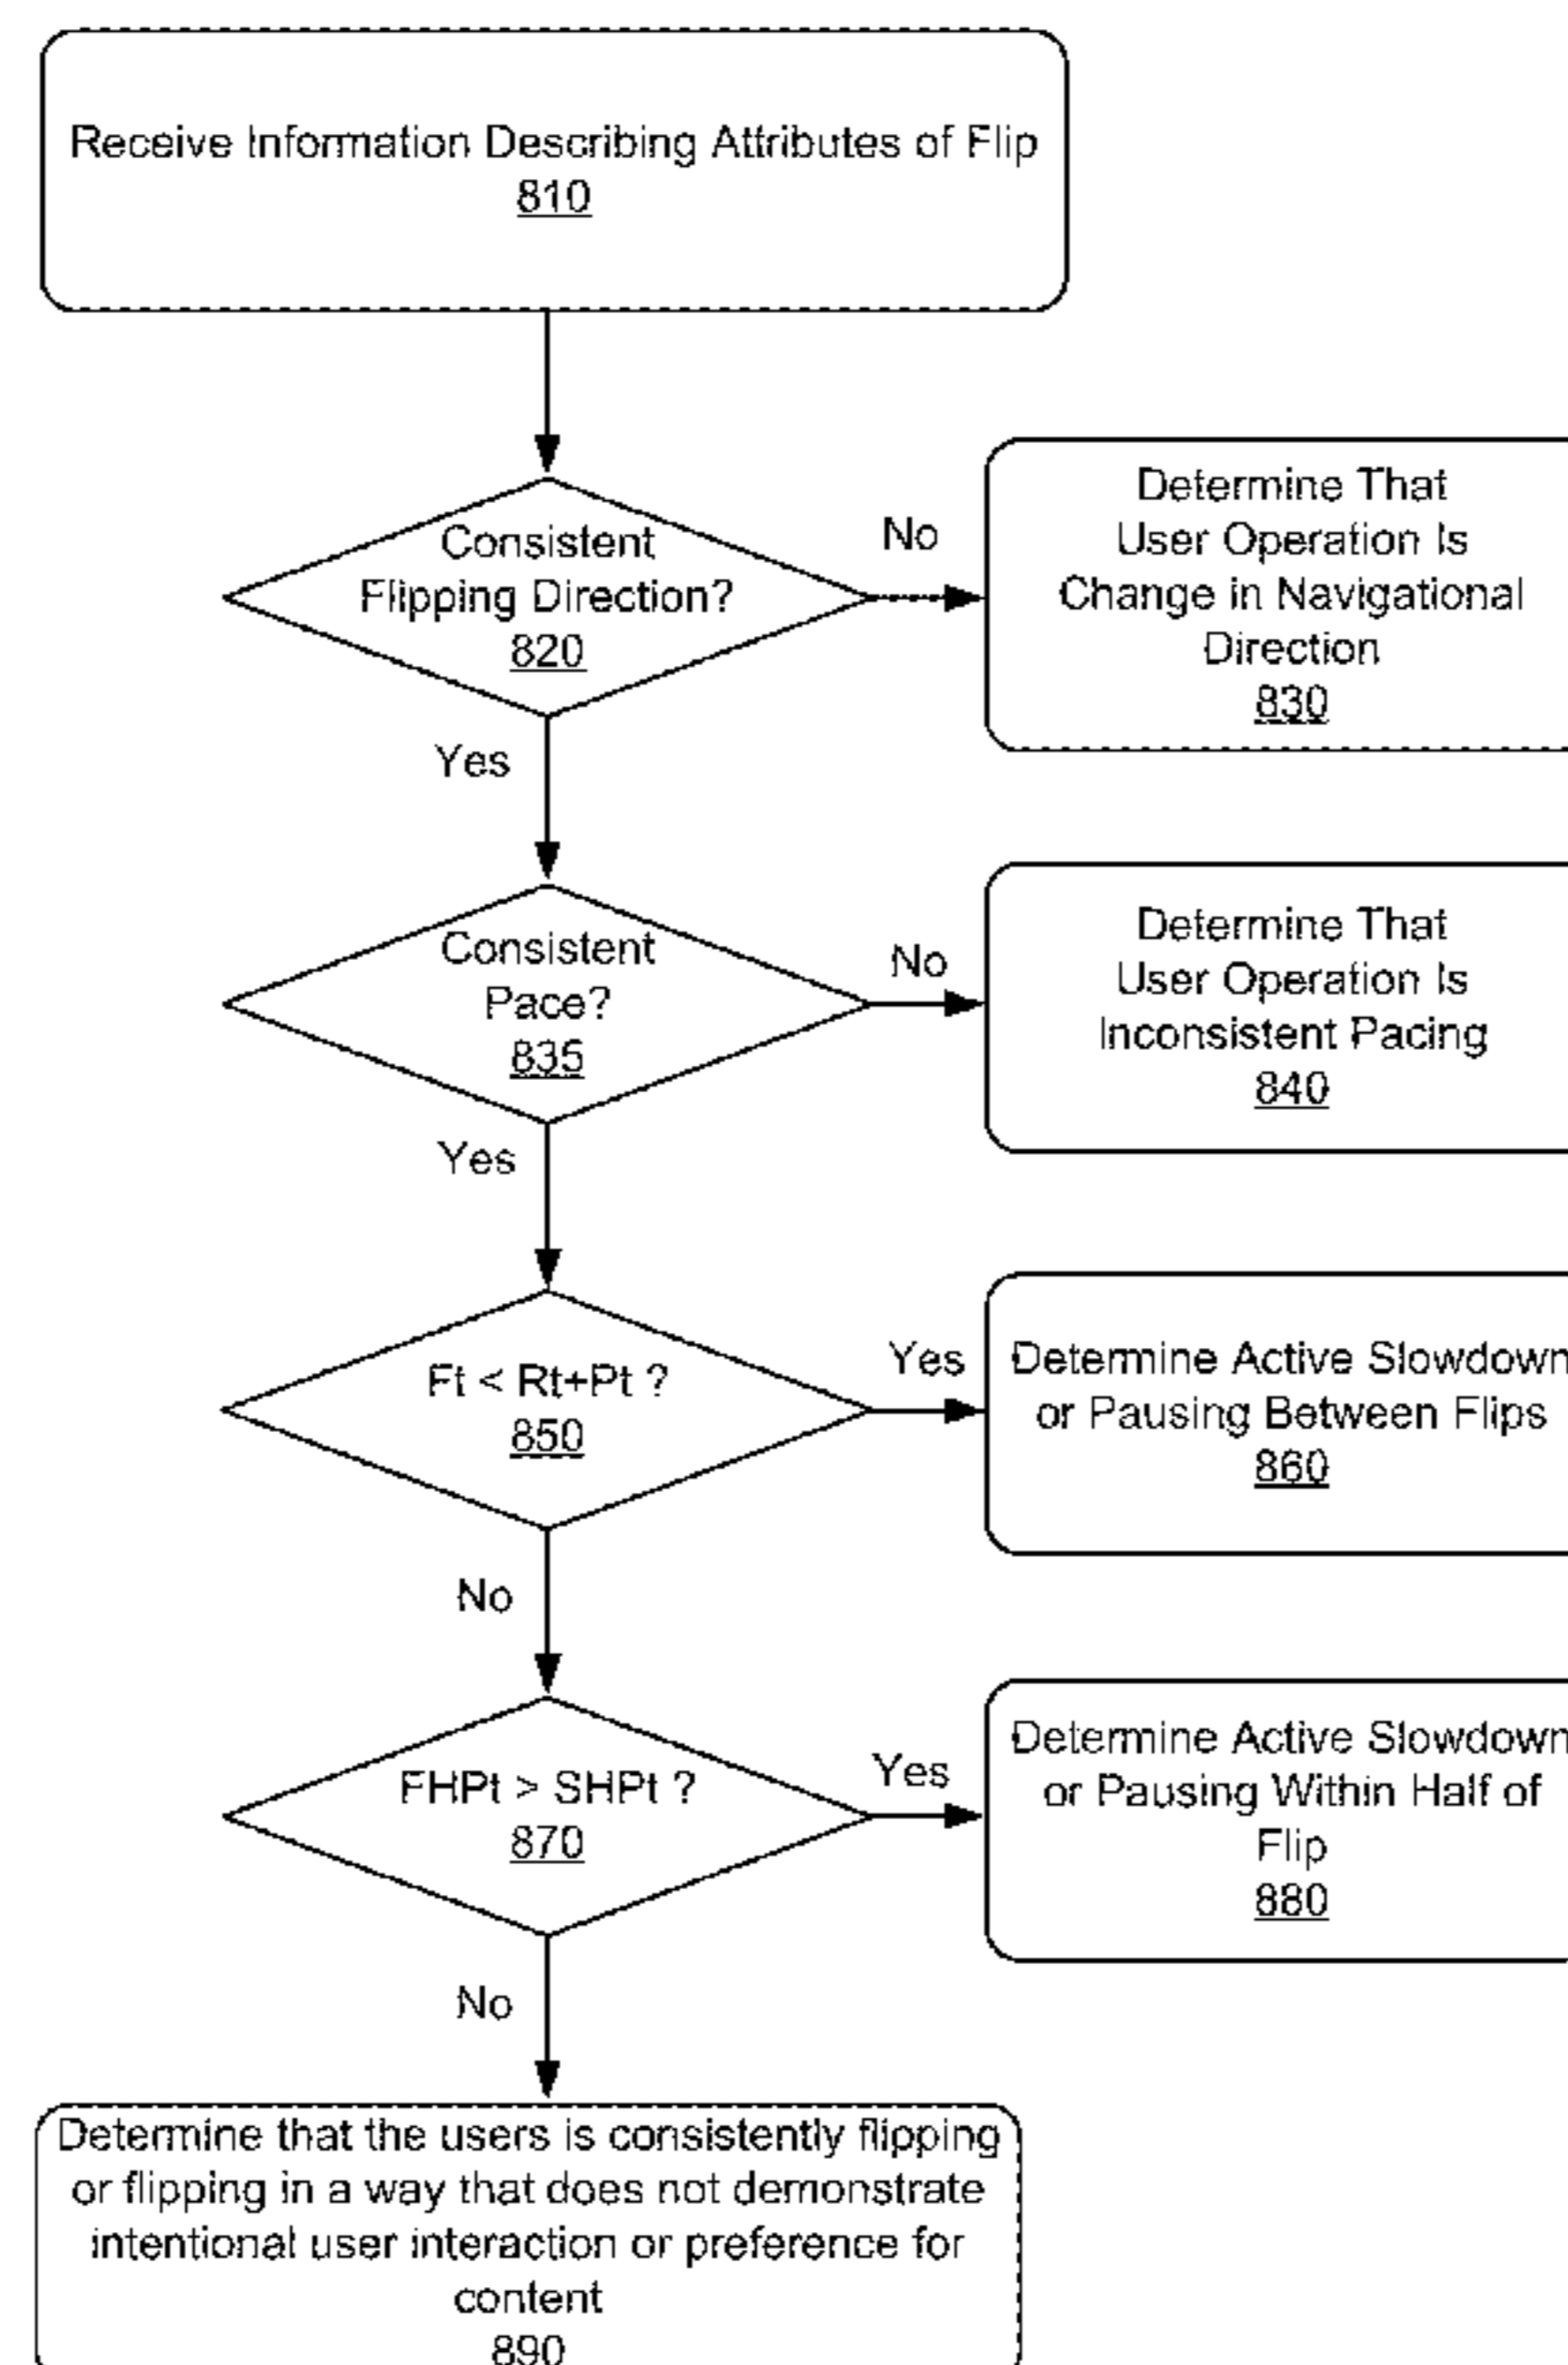 Receive Information Describing Attributes of Flip
810
Consistent
Flipping Direction?
820
No
Determine That
User Operation Is
Change in Navigational
Direction
830
Yes
Consistent
Pace?
835
No
Determine That
User Operation Is
Inconsistent Pacing
840
Yes
Ft < Rt+Pt ?
850
Yes
Determine Active Slowdown
or Pausing Between Flips
860
No
FHPt > SHPt ?
870
Yes
Determine Active Slowdown
or Pausing Within Half of
Flip
880
No
Determine that the users is consistently flipping
or flipping in a way that does not demonstrate
intentional user interaction or preference for
content
890